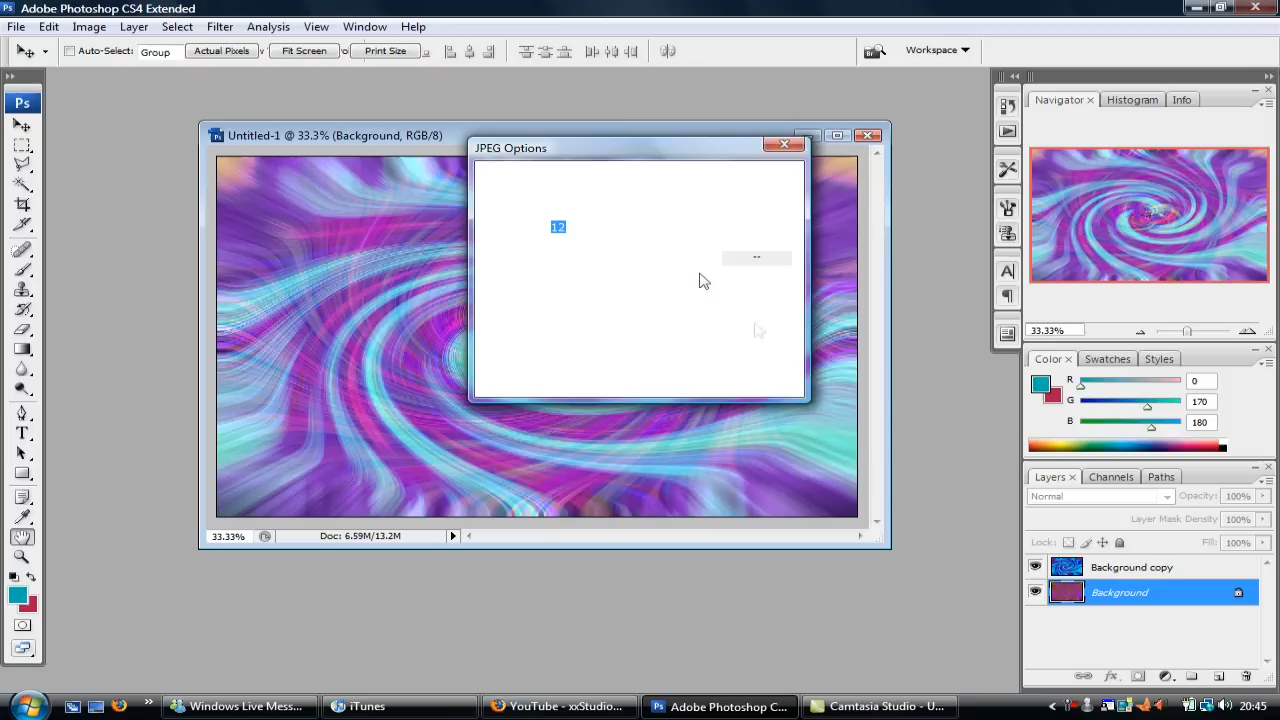 Ps Adobe Photoshop CS4 Extended
File Edit Image Layer Select Filter Analysis View Window Help
Auto-Select: Group Actual Pixels Fit Screen Print Size Br Workspace
Ps
Untitled-1 @ 33.3% (Background, RGB/8)
JPEG Options
12
--
33.33% Doc: 6.59M/13.2M
Navigator Histogram Info
33.33%
Color Swatches Styles
R 0
G 170
B 180
Layers Channels Paths
Normal Opacity: 100%
Layer Mask Density 100%
Lock: Fill: 100%
Background copy
Background
Windows Live Mess... iTunes YouTube - xxStudio... Ps Adobe Photoshop C... Camtasia Studio - U... 20:45